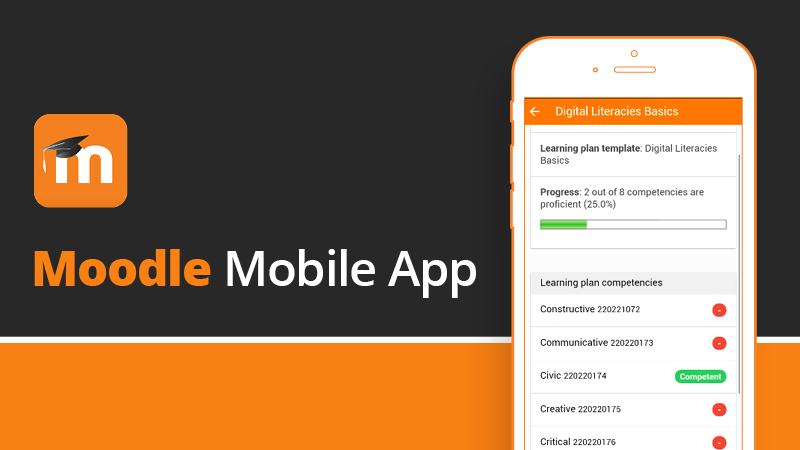 m
Moodle Mobile App
Digital Literacies Basics
Learning plan template: Digital Literacies
Basics
Progress: 2 out of 8 competencies are
proficient (25.0%)
Learning plan competencies
Constructive 220221072 -
Communicative 220220173 -
Civic 220220174 Competent
Creative 220220175 -
Critical 220220176 -